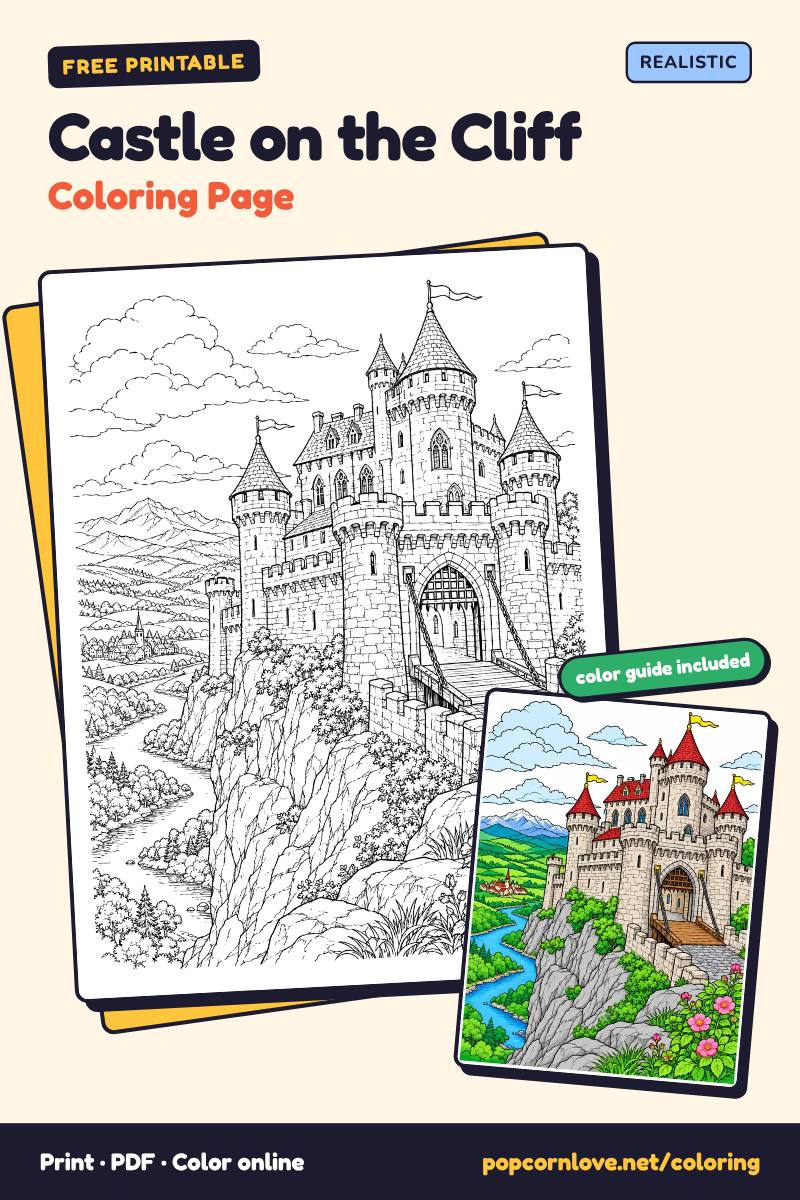 FREE PRINTABLE
REALISTIC
Castle on the Cliff
Coloring Page
color guide included
Print · PDF · Color online
popcornlove.net/coloring